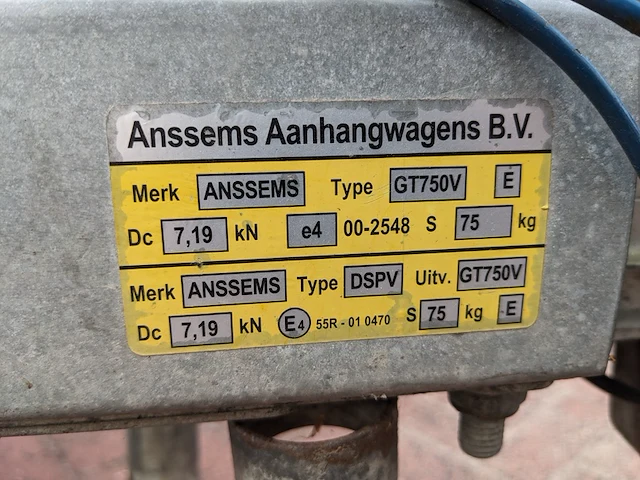 Anssems Aanhangwagens B.V.
Merk ANSSEMS Type GT750V E
Dc 7,19 kN e4 00-2548 S 75 kg
Merk ANSSEMS Type DSPV Uitv. GT750V
Dc 7,19 kN E4 55R - 01 0470 S 75 kg E